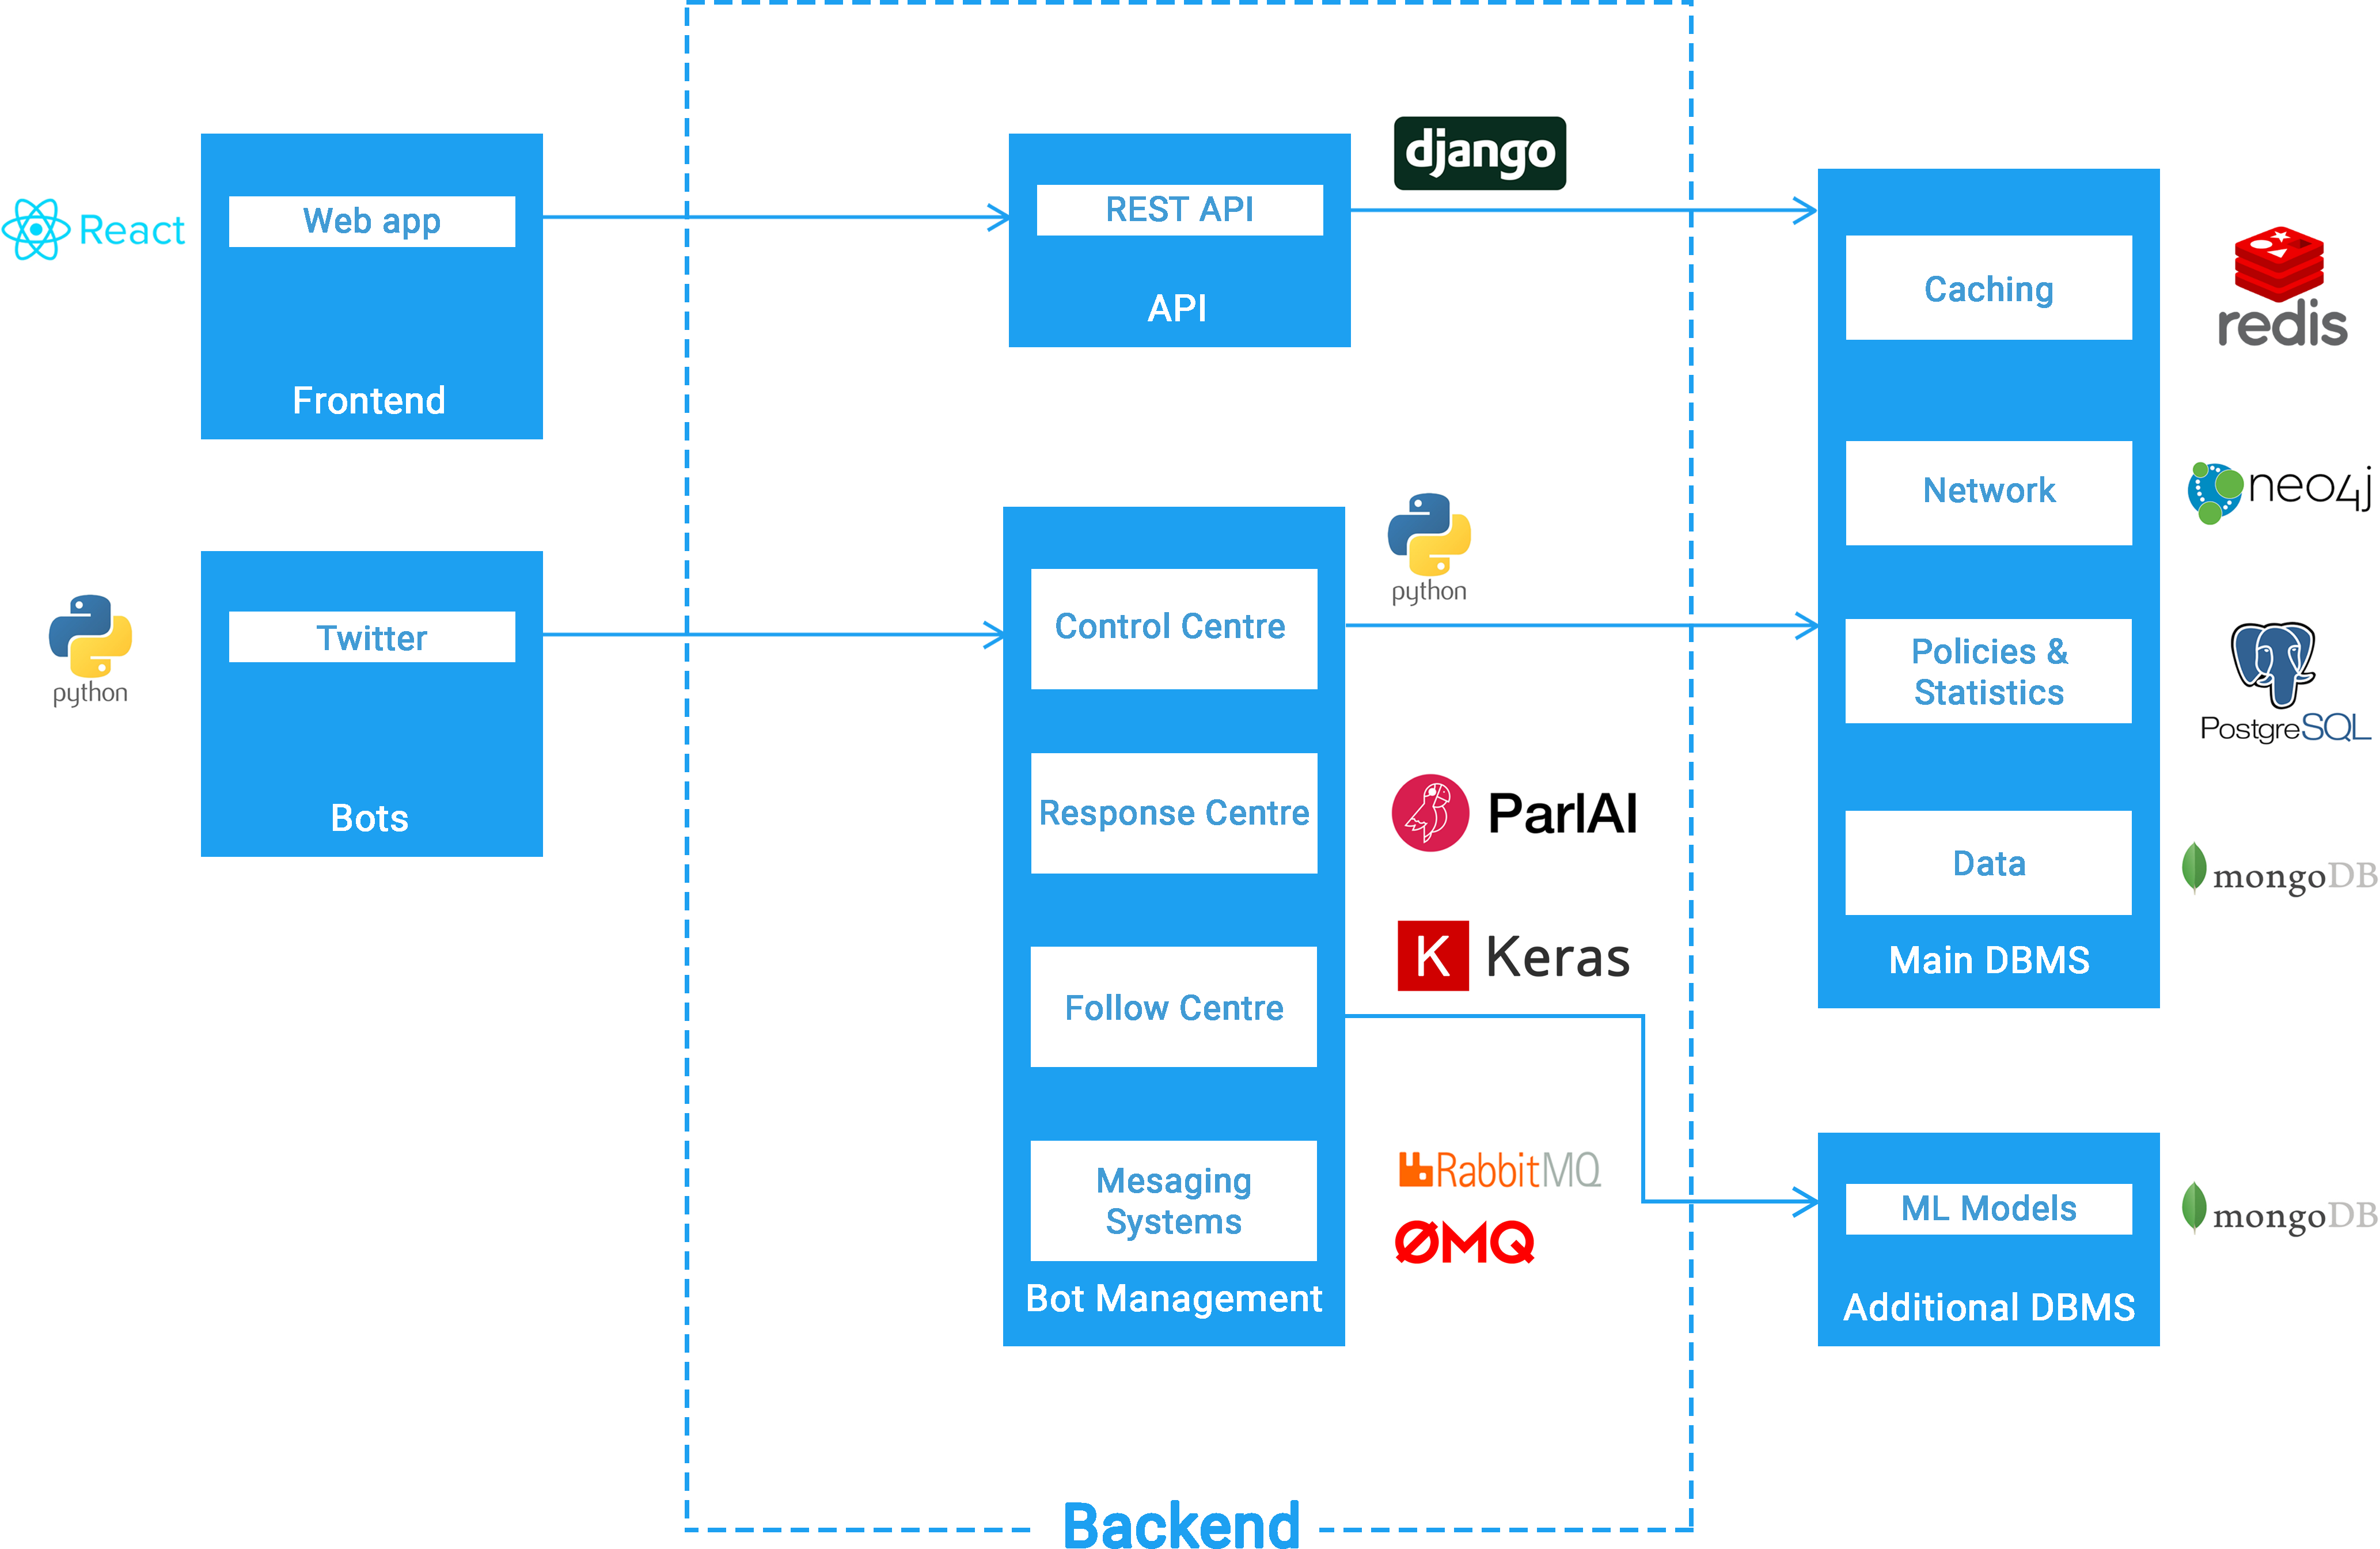 React
Web app
Frontend
python
Twitter
Bots
django
REST API
API
python
Control Centre
Response Centre
ParlAI
Keras
Follow Centre
Mesaging
Systems
RabbitMQ
ØMQ
Bot Management
Backend
Caching
redis
Network
neo4j
Policies &
Statistics
PostgreSQL
Data
mongoDB
Main DBMS
ML Models
mongoDB
Additional DBMS